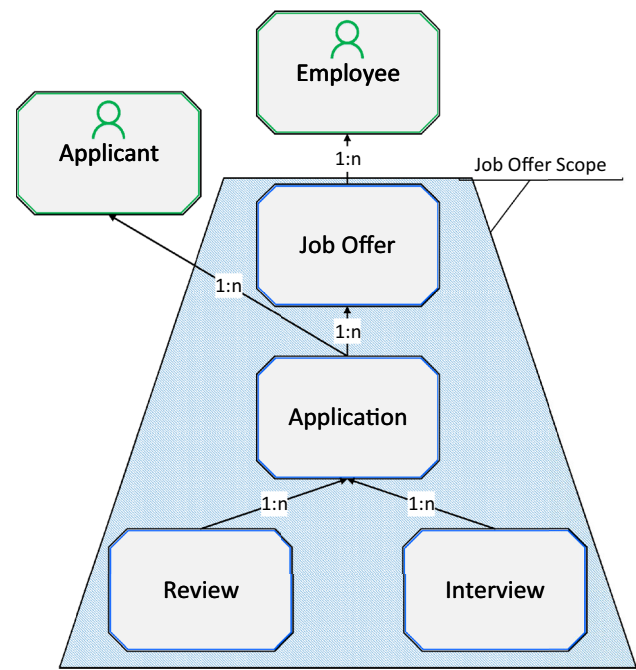 Employee
Applicant
1:n
Job Offer Scope
Job Offer
1:n
1:n
Application
1:n
1:n
Review
Interview